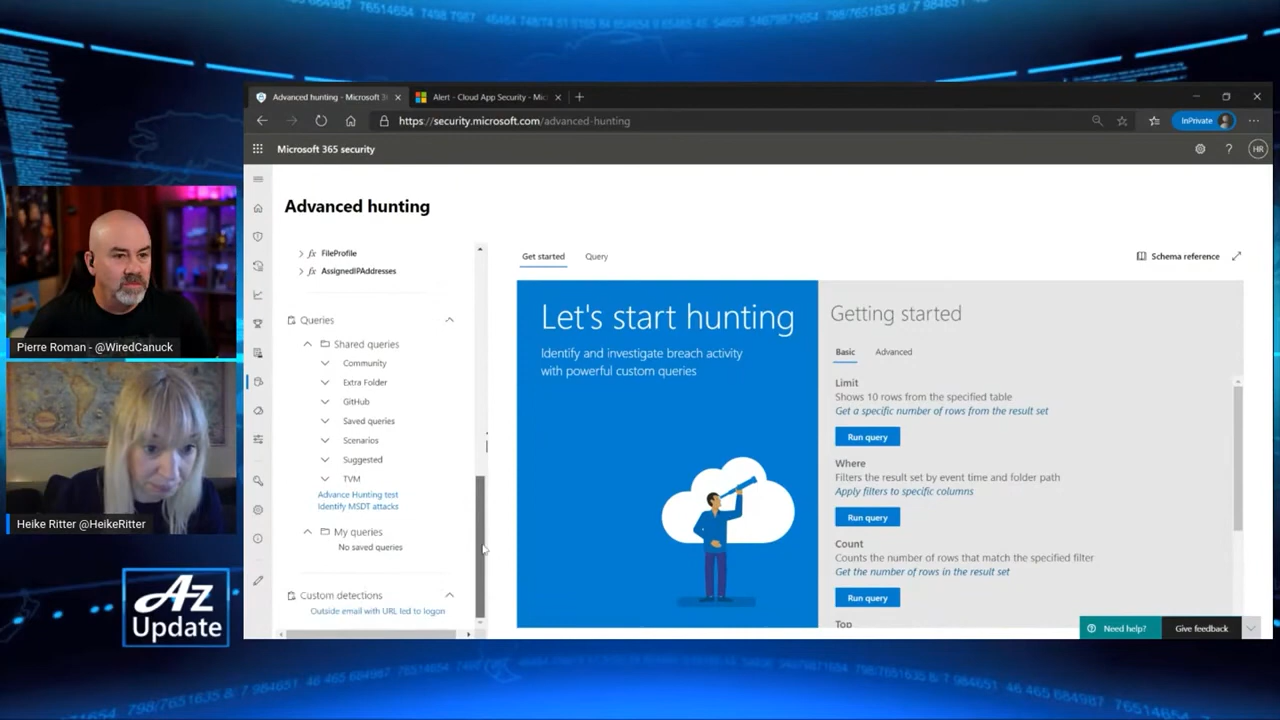 Advanced hunting - Microsoft 3
Alert - Cloud App Security - Mic
https://security.microsoft.com/advanced-hunting
InPrivate
Microsoft 365 security
HR
Advanced hunting
fx FileProfile
fx AssignedIPAddresses
Queries
Shared queries
Community
Extra Folder
GitHub
Saved queries
Scenarios
Suggested
TVM
Advance Hunting test
Identify MSDT attacks
My queries
No saved queries
Custom detections
Outside email with URL led to logon
Get started
Query
Schema reference
Let's start hunting
Identify and investigate breach activity
with powerful custom queries
Getting started
Basic
Advanced
Limit
Shows 10 rows from the specified table
Get a specific number of rows from the result set
Run query
Where
Filters the result set by event time and folder path
Apply filters to specific columns
Run query
Count
Counts the number of rows that match the specified filter
Get the number of rows in the result set
Run query
Top
Need help?
Give feedback
Pierre Roman - @WiredCanuck
Heike Ritter @HeikeRitter
Az
Update